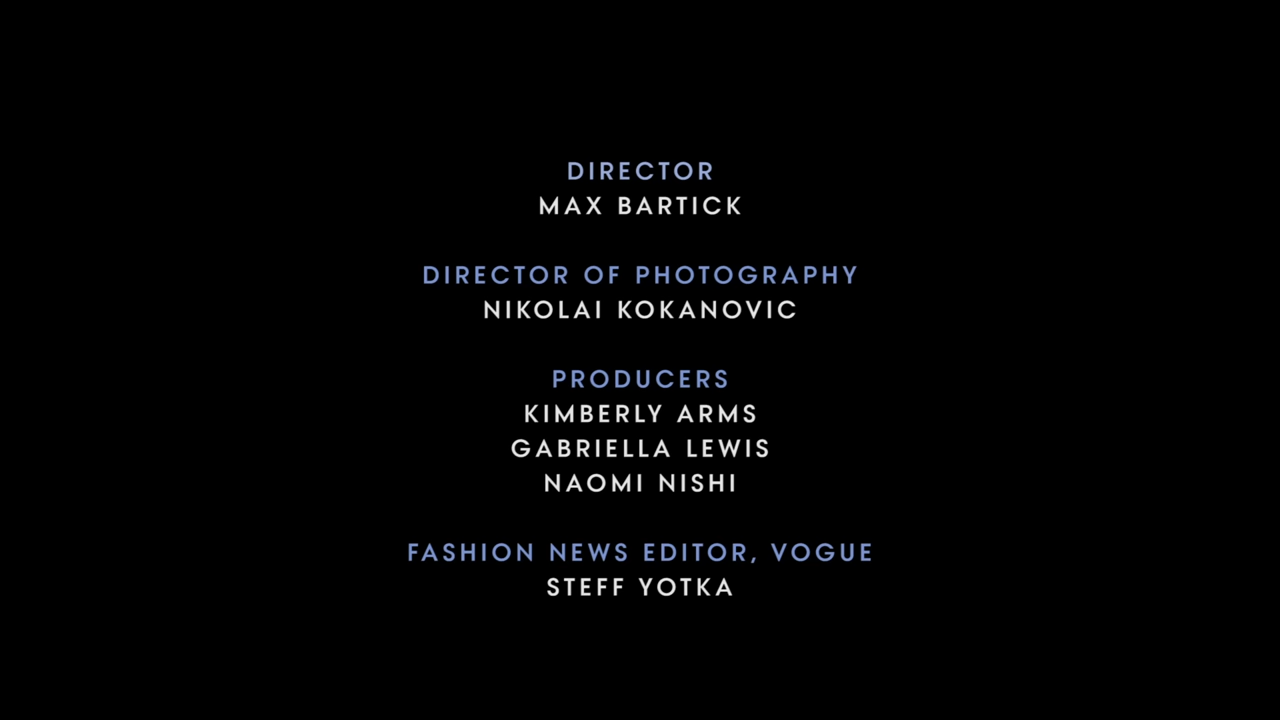 DIRECTOR
MAX BARTICK
DIRECTOR OF PHOTOGRAPHY
NIKOLAI KOKANOVIC
PRODUCERS
KIMBERLY ARMS
GABRIELLA LEWIS
NAOMI NISHI
FASHION NEWS EDITOR, VOGUE
STEFF YOTKA